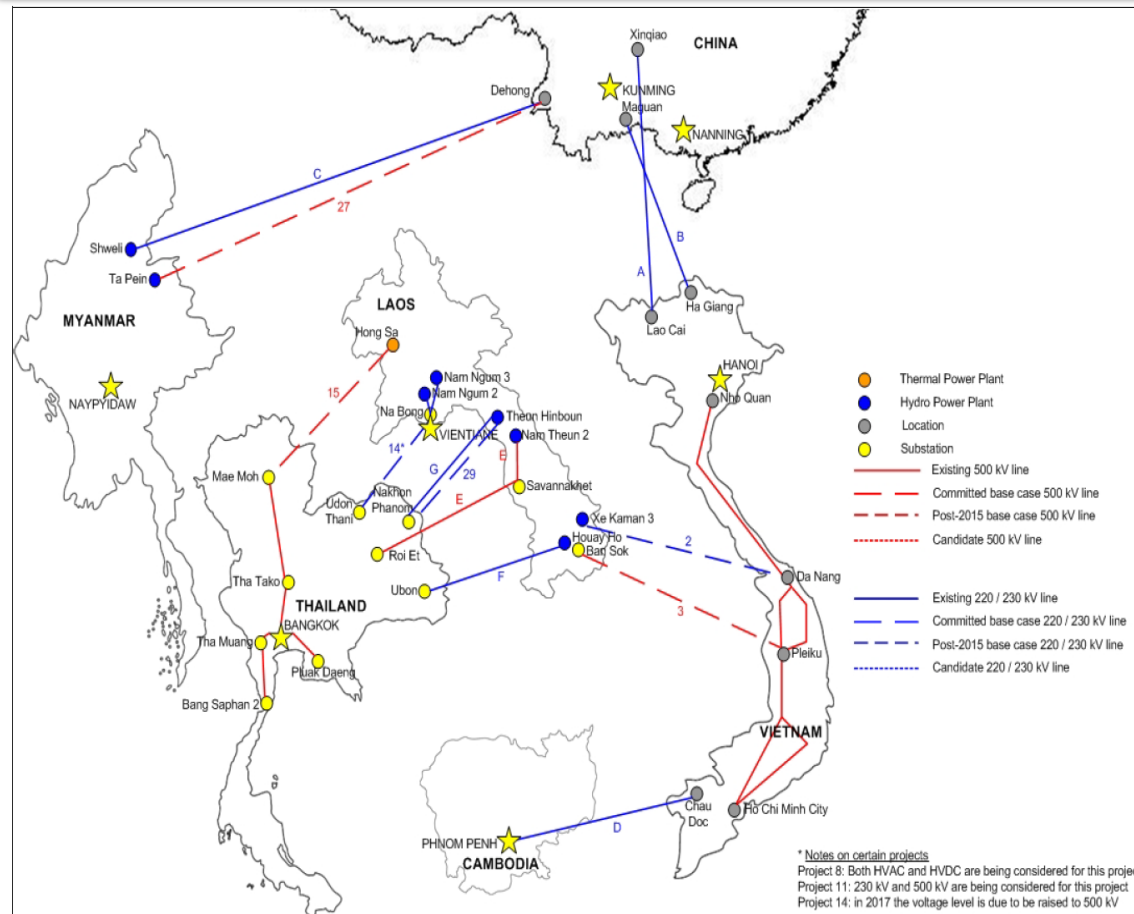 Xinqiao
CHINA
Dehong
KUNMING
Maguan
NANNING
C
27
B
A
Shweli
Ta Pein
MYANMAR
NAYPYIDAW
LAOS
Hong Sa
Ha Giang
Lao Cai
HANOI
Nho Quan
15
Nam Ngum 3
Nam Ngum 2
Na Bong
VIENTIANE
Theon Hinboun
Nam Theun 2
14*
G
29
E
E
Mae Moh
Udon
Thani
Nakhon
Phanom
Savannakhet
Roi Et
Xe Kaman 3
Houay Ho
Ban Sok
2
Da Nang
Ubon
F
3
Tha Tako
THAILAND
BANGKOK
Tha Muang
Pluak Daeng
Bang Saphan 2
Pleiku
VIETNAM
Chau
Doc
Ho Chi Minh City
D
PHNOM PENH
CAMBODIA
Thermal Power Plant
Hydro Power Plant
Location
Substation
Existing 500 kV line
Committed base case 500 kV line
Post-2015 base case 500 kV line
Candidate 500 kV line
Existing 220 / 230 kV line
Committed base case 220 / 230 kV line
Post-2015 base case 220 / 230 kV line
Candidate 220 / 230 kV line
* Notes on certain projects
Project 8: Both HVAC and HVDC are being considered for this projec
Project 11: 230 kV and 500 kV are being considered for this project
Project 14: in 2017 the voltage level is due to be raised to 500 kV